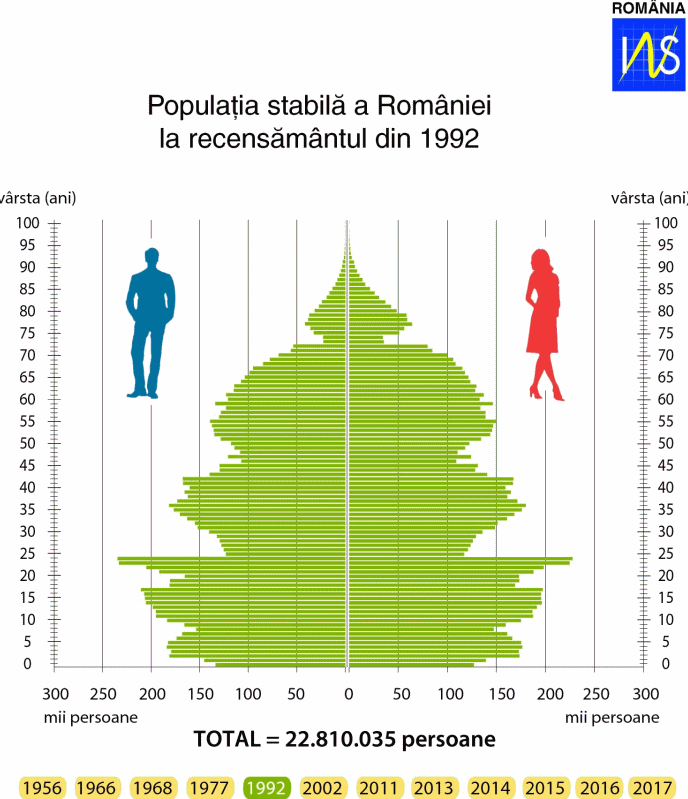 ROMÂNIA
INS
Populația stabilă a României
la recensământul din 1992
vârsta (ani) vârsta (ani)
100 100
95 95
90 90
85 85
80 80
75 75
70 70
65 65
60 60
55 55
50 50
45 45
40 40
35 35
30 30
25 25
20 20
15 15
10 10
5 5
0 0
300 250 200 150 100 50 0 50 100 150 200 250 300
mii persoane mii persoane
TOTAL = 22.810.035 persoane
1956 1966 1968 1977 1992 2002 2011 2013 2014 2015 2016 2017